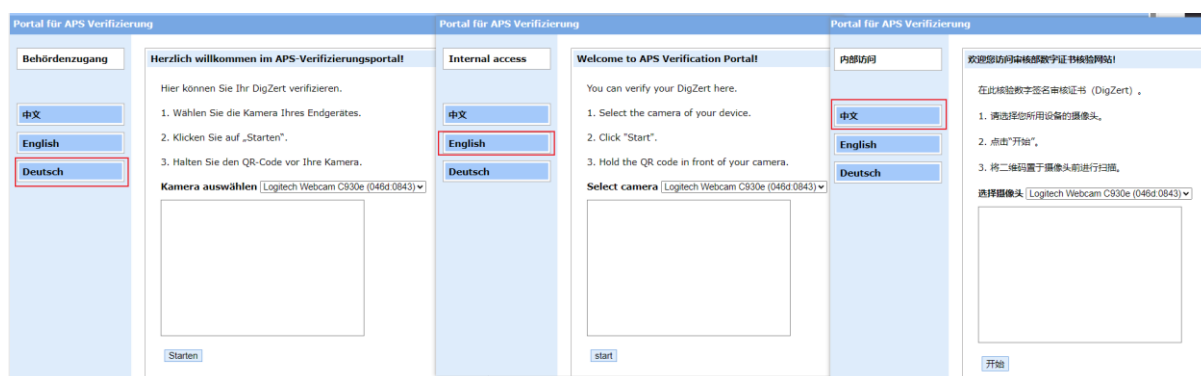 Portal für APS Verifizierung
Behördenzugang
中文
English
Deutsch
Herzlich willkommen im APS-Verifizierungsportal!
Hier können Sie Ihr DigZert verifizieren.
1. Wählen Sie die Kamera Ihres Endgerätes.
2. Klicken Sie auf „Starten“.
3. Halten Sie den QR-Code vor Ihre Kamera.
Kamera auswählen Logitech Webcam C930e (046d:0843)
Starten
Portal für APS Verifizierung
Internal access
中文
English
Deutsch
Welcome to APS Verification Portal!
You can verify your DigZert here.
1. Select the camera of your device.
2. Click "Start".
3. Hold the QR code in front of your camera.
Select camera Logitech Webcam C930e (046d:0843)
start
Portal für APS Verifizierung
内部访问
中文
English
Deutsch
欢迎您访问审核部数字证书核验网站!
在此核验数字签名审核证书（DigZert）。
1. 请选择您所用设备的摄像头。
2. 点击"开始"。
3. 将二维码置于摄像头前进行扫描。
选择摄像头 Logitech Webcam C930e (046d:0843)
开始